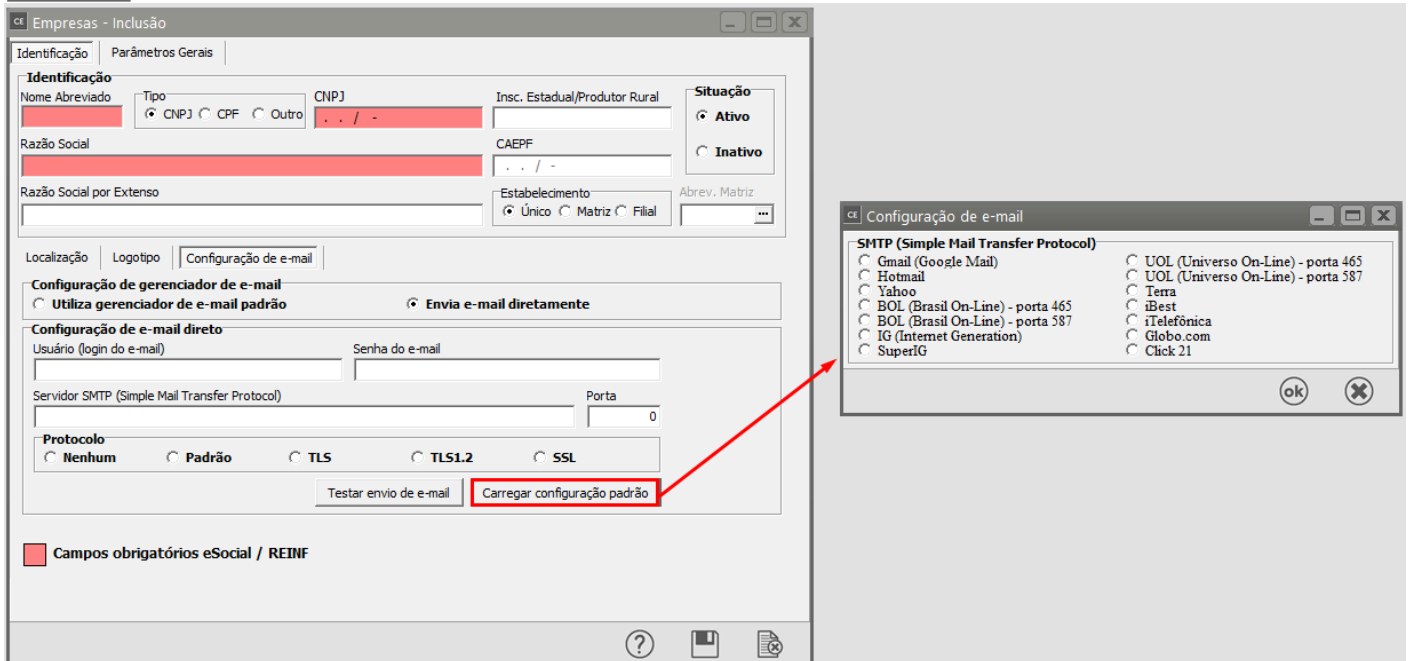 CE Empresas - Inclusão
Identificação Parâmetros Gerais
Identificação
Nome Abreviado Tipo CNPJ Insc. Estadual/Produtor Rural Situação
CNPJ CPF Outro . . / - Ativo
Razão Social CAEPF
. . / - Inativo
Razão Social por Extenso Estabelecimento Abrev. Matriz
Único Matriz Filial ...
Localização Logotipo Configuração de e-mail
Configuração de gerenciador de e-mail
Utiliza gerenciador de e-mail padrão Envia e-mail diretamente
Configuração de e-mail direto
Usuário (login do e-mail) Senha do e-mail
Servidor SMTP (Simple Mail Transfer Protocol) Porta
0
Protocolo
Nenhum Padrão TLS TLS1.2 SSL
Testar envio de e-mail Carregar configuração padrão
Campos obrigatórios eSocial / REINF
?
CE Configuração de e-mail
SMTP (Simple Mail Transfer Protocol)
Gmail (Google Mail) UOL (Universo On-Line) - porta 465
Hotmail UOL (Universo On-Line) - porta 587
Yahoo Terra
BOL (Brasil On-Line) - porta 465 iBest
BOL (Brasil On-Line) - porta 587 iTelefônica
IG (Internet Generation) Globo.com
SuperIG Click 21
ok